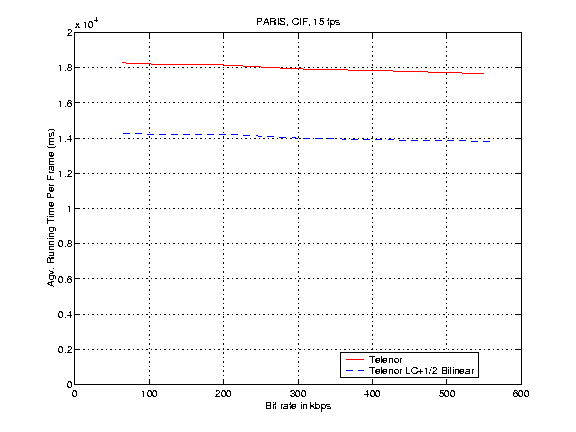 PARIS, CIF, 15 fps
x 10^4
2
1.8
1.6
1.4
1.2
1
0.8
0.6
0.4
0.2
0
Agv. Running Time Per Frame (ms)
0 100 200 300 400 500 600
Bit rate in kbps
Telenor
Telenor LC+1/2 Bilinear